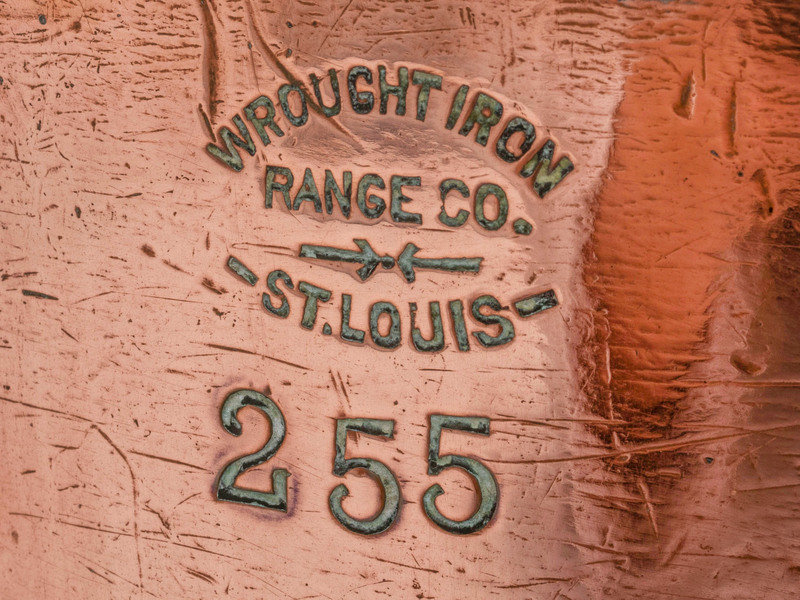 WROUGHT IRON
RANGE CO.
- ST. LOUIS -
255